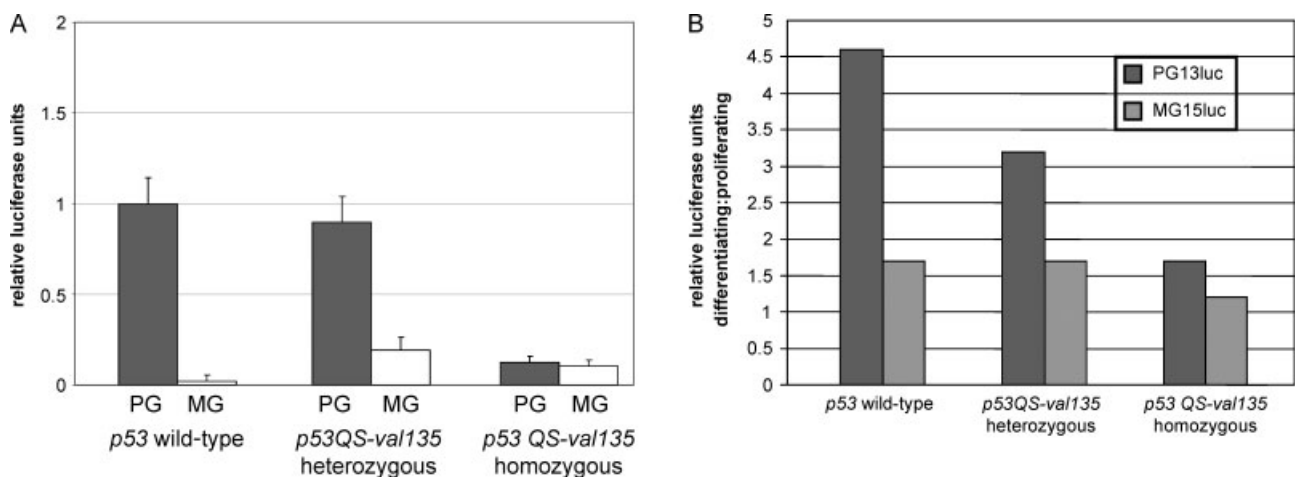 A
relative luciferase units
2
1.5
1
0.5
0
PG MG PG MG PG MG
p53 wild-type p53QS-val135 heterozygous p53 QS-val135 homozygous
B
relative luciferase units
differentiating:proliferating
4.5
4
3.5
3
2.5
2
1.5
1
0.5
0
PG13luc
MG15luc
p53 wild-type p53QS-val135 heterozygous p53 QS-val135 homozygous